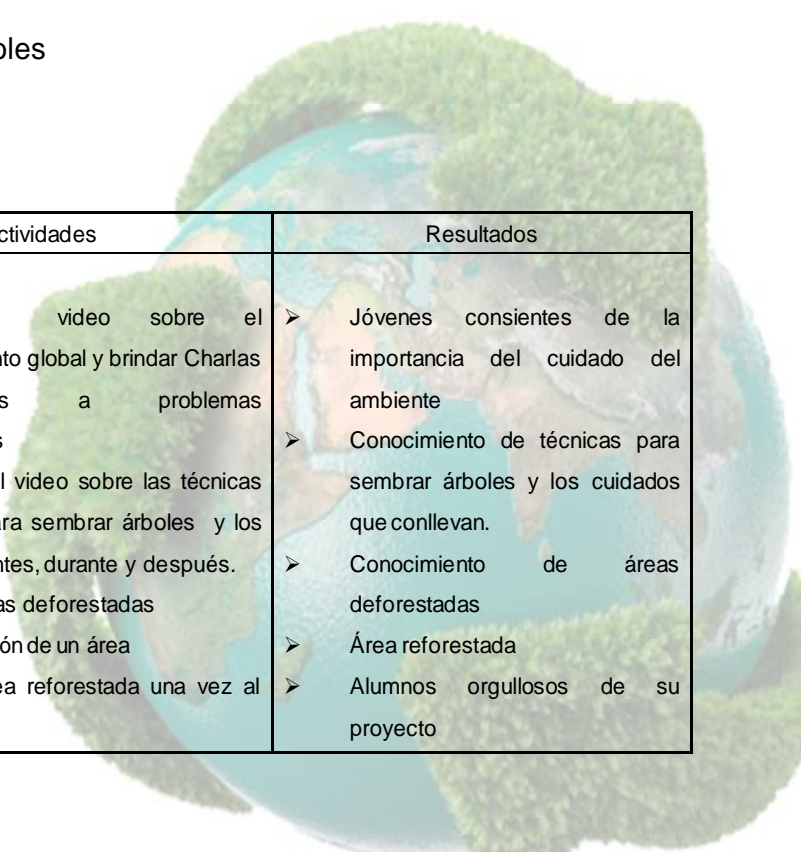 oles
ctividades
video sobre el
nto global y brindar Charlas
s a problemas
s
l video sobre las técnicas
ara sembrar árboles y los
ntes, durante y después.
as deforestadas
ón de un área
ea reforestada una vez al
Resultados
➢ Jóvenes consientes de la
importancia del cuidado del
ambiente
➢ Conocimiento de técnicas para
sembrar árboles y los cuidados
que conllevan.
➢ Conocimiento de áreas
deforestadas
➢ Área reforestada
➢ Alumnos orgullosos de su
proyecto